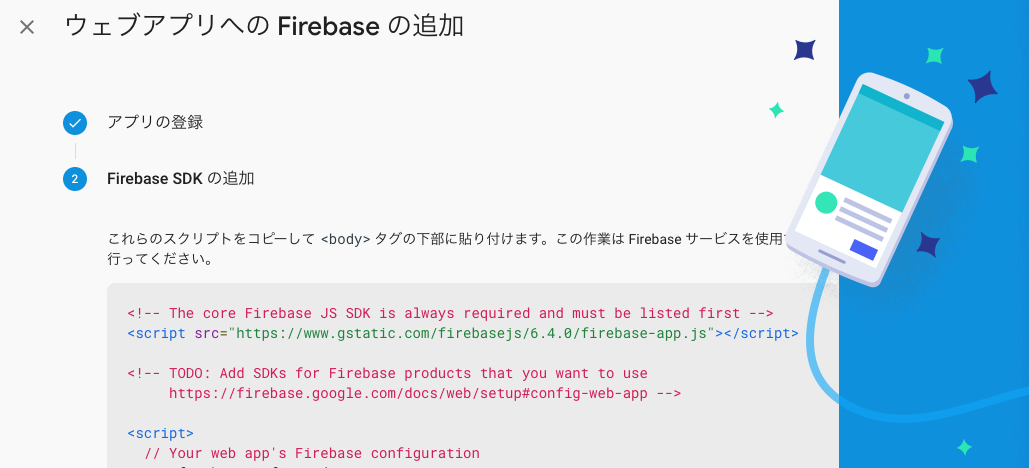 ウェブアプリへの Firebase の追加
アプリの登録
2 Firebase SDK の追加
これらのスクリプトをコピーして <body> タグの下部に貼り付けます。この作業は Firebase サービスを使用
行ってください。
<!-- The core Firebase JS SDK is always required and must be listed first -->
<script src="https://www.gstatic.com/firebasejs/6.4.0/firebase-app.js"></script>
<!-- TODO: Add SDKs for Firebase products that you want to use
https://firebase.google.com/docs/web/setup#config-web-app -->
<script>
// Your web app's Firebase configuration